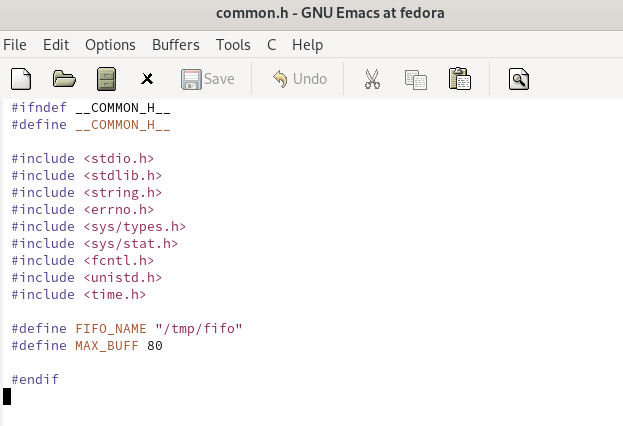 common.h - GNU Emacs at fedora
File Edit Options Buffers Tools C Help
Save Undo
#ifndef __COMMON_H__
#define __COMMON_H__
#include <stdio.h>
#include <stdlib.h>
#include <string.h>
#include <errno.h>
#include <sys/types.h>
#include <sys/stat.h>
#include <fcntl.h>
#include <unistd.h>
#include <time.h>
#define FIFO_NAME "/tmp/fifo"
#define MAX_BUFF 80
#endif